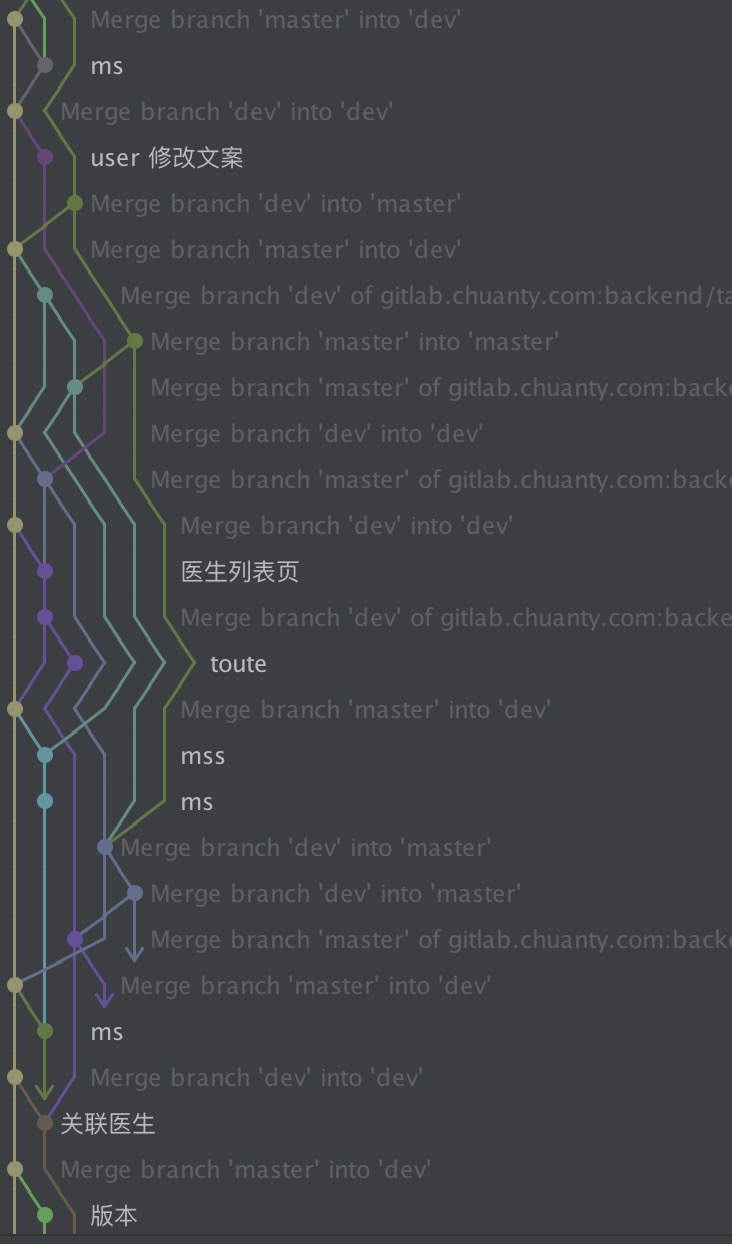 Merge branch 'master' into 'dev'
ms
Merge branch 'dev' into 'dev'
user 修改文案
Merge branch 'dev' into 'master'
Merge branch 'master' into 'dev'
Merge branch 'dev' of gitlab.chuanty.com:backend/ta
Merge branch 'master' into 'master'
Merge branch 'master' of gitlab.chuanty.com:backe
Merge branch 'dev' into 'dev'
Merge branch 'master' of gitlab.chuanty.com:backe
Merge branch 'dev' into 'dev'
医生列表页
Merge branch 'dev' of gitlab.chuanty.com:backe
toute
Merge branch 'master' into 'dev'
mss
ms
Merge branch 'dev' into 'master'
Merge branch 'dev' into 'master'
Merge branch 'master' of gitlab.chuanty.com:backe
Merge branch 'master' into 'dev'
ms
Merge branch 'dev' into 'dev'
关联医生
Merge branch 'master' into 'dev'
版本